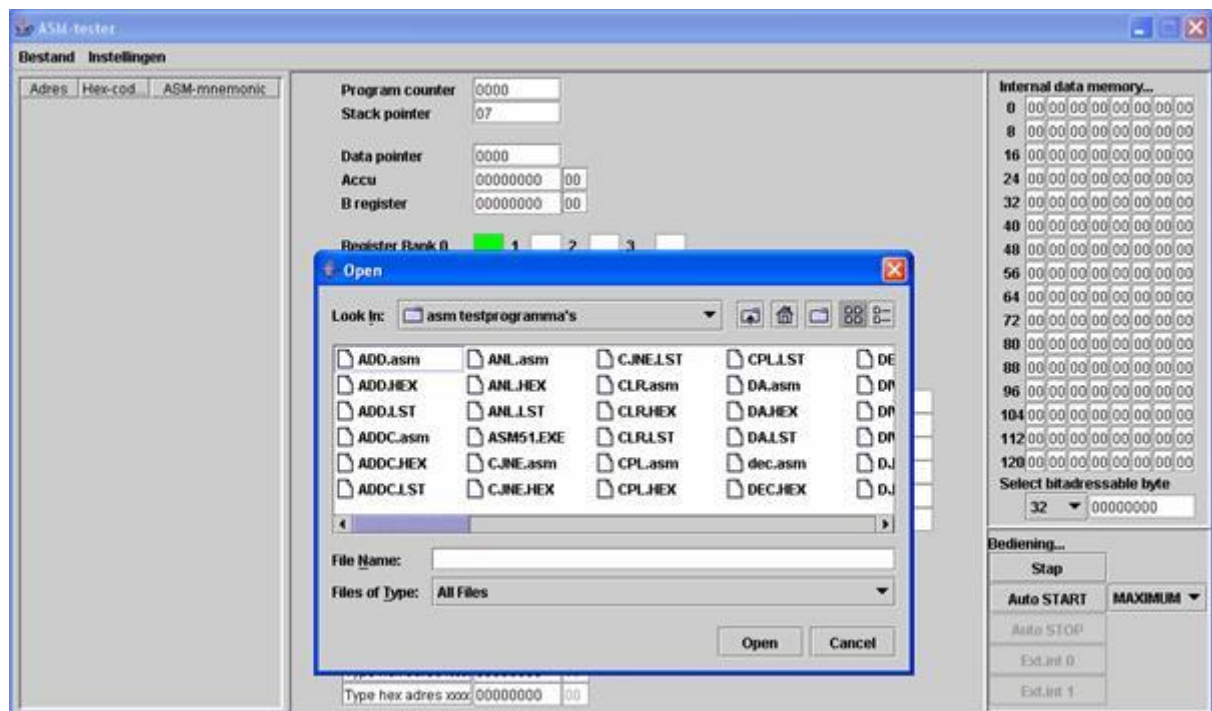 ASM-tester
Bestand Instellingen
Adres Hex-cod... ASM-mnemonic
Program counter 0000
Stack pointer 07
Data pointer 0000
Accu 00000000 00
B register 00000000 00
Register Bank 0 1 2 3
Open
Look In: asm testprogramma's
ADD.asm ANL.asm CJNE.LST CPL.LST DE
ADD.HEX ANL.HEX CLR.asm DA.asm
ADD.LST ANL.LST CLR.HEX DA.HEX
ADDC.asm ASM51.EXE CLR.LST DA.LST
ADDC.HEX CJNE.asm CPL.asm dec.asm
ADDC.LST CJNE.HEX CPL.HEX DEC.HEX
File Name:
Files of Type: All Files
Open Cancel
Type hex adres xxxx 00000000 00
Internal data memory...
0 00 00 00 00 00 00 00 00
8 00 00 00 00 00 00 00 00
16 00 00 00 00 00 00 00 00
24 00 00 00 00 00 00 00 00
32 00 00 00 00 00 00 00 00
40 00 00 00 00 00 00 00 00
48 00 00 00 00 00 00 00 00
56 00 00 00 00 00 00 00 00
64 00 00 00 00 00 00 00 00
72 00 00 00 00 00 00 00 00
80 00 00 00 00 00 00 00 00
88 00 00 00 00 00 00 00 00
96 00 00 00 00 00 00 00 00
104 00 00 00 00 00 00 00 00
112 00 00 00 00 00 00 00 00
120 00 00 00 00 00 00 00 00
Select bitadressable byte
32 00000000
Bediening...
Stap
Auto START MAXIMUM
Auto STOP
Ext.int 0
Ext.int 1